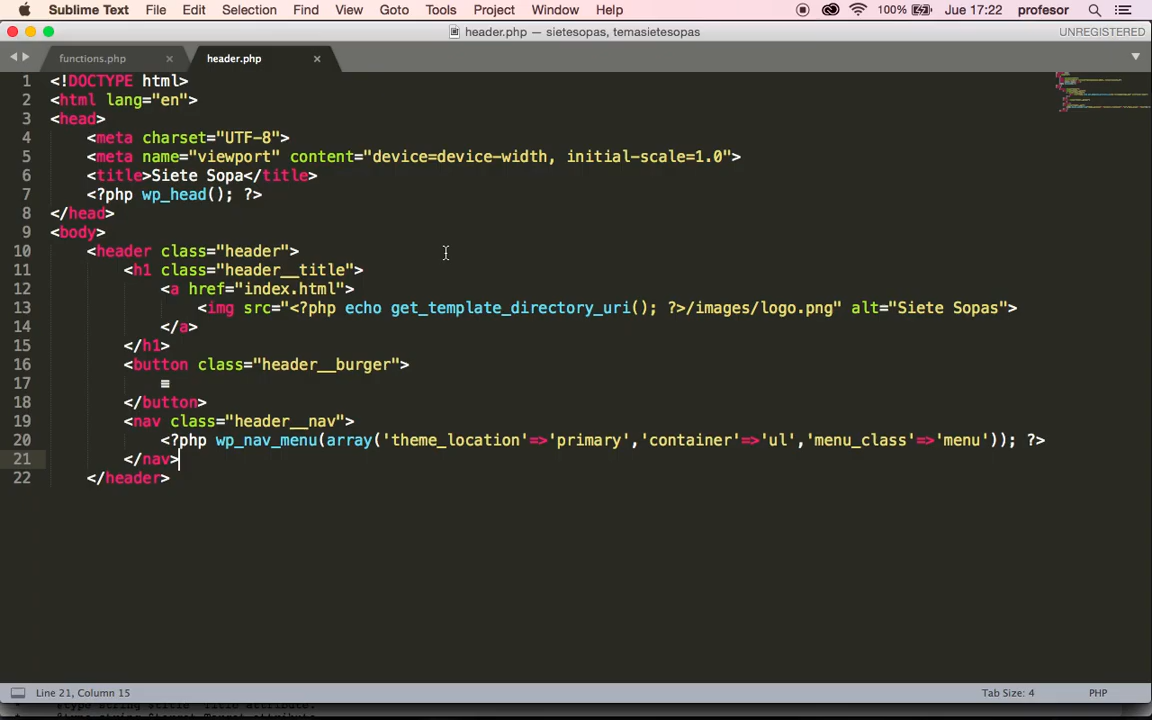 Sublime Text File Edit Selection Find View Goto Tools Project Window Help 100% Jue 17:22 profesor
header.php — sietesopas, temasietesopas UNREGISTERED
functions.php × header.php ×
1 <!DOCTYPE html>
2 <html lang="en">
3 <head>
4 <meta charset="UTF-8">
5 <meta name="viewport" content="device=device-width, initial-scale=1.0">
6 <title>Siete Sopa</title>
7 <?php wp_head(); ?>
8 </head>
9 <body>
10 <header class="header">
11 <h1 class="header__title">
12 <a href="index.html">
13 <img src="<?php echo get_template_directory_uri(); ?>/images/logo.png" alt="Siete Sopas">
14 </a>
15 </h1>
16 <button class="header__burger">
17 ≡
18 </button>
19 <nav class="header__nav">
20 <?php wp_nav_menu(array('theme_location'=>'primary','container'=>'ul','menu_class'=>'menu')); ?>
21 </nav>
22 </header>
Line 21, Column 15 Tab Size: 4 PHP